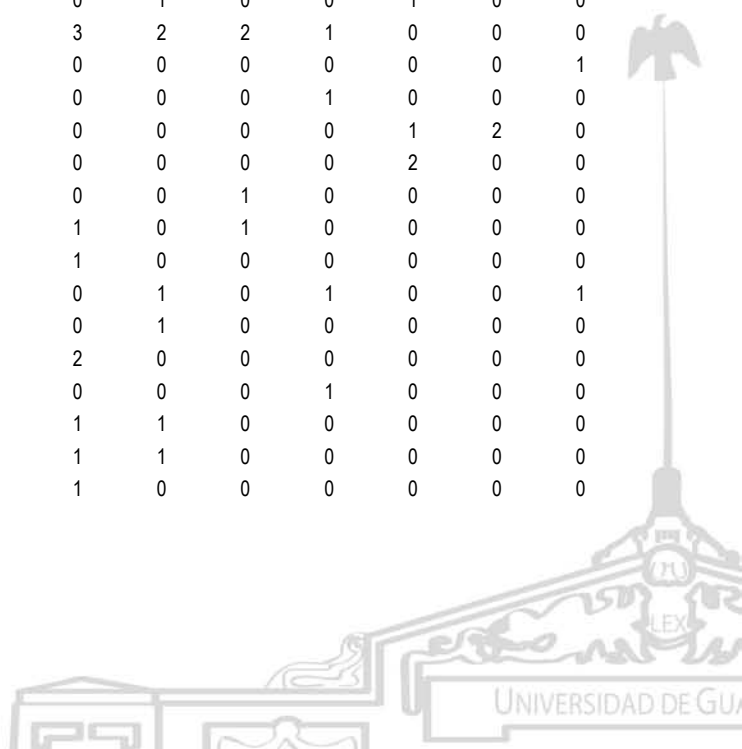 0 1 0 0 1 0 0
3 2 2 1 0 0 0
0 0 0 0 0 0 1
0 0 0 1 0 0 0
0 0 0 0 1 2 0
0 0 0 0 2 0 0
0 0 1 0 0 0 0
1 0 1 0 0 0 0
1 0 0 0 0 0 0
0 1 0 1 0 0 1
0 1 0 0 0 0 0
2 0 0 0 0 0 0
0 0 0 1 0 0 0
1 1 0 0 0 0 0
1 1 0 0 0 0 0
1 0 0 0 0 0 0
LEX
UNIVERSIDAD DE GUA